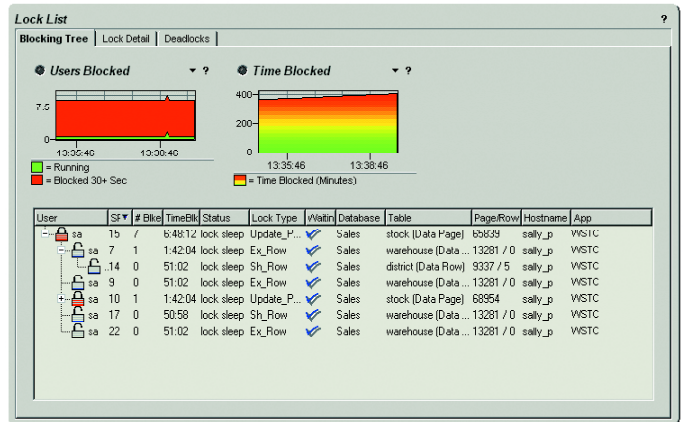 Lock List ?
Blocking Tree Lock Detail Deadlocks
Users Blocked ?
7.5
0
13:35:46 13:38:46
= Running
= Blocked 30+ Sec
Time Blocked ?
400
200
0
13:35:46 13:38:46
= Time Blocked (Minutes)
User # Blke TimeBlk Status Lock Type Waitin Database Table Page/Row Hostname App
sa 15 7 6:48:12 lock sleep Update_P... Sales stock (Data Page) 65839 sally_p WSTC
sa 7 1 1:42:04 lock sleep Ex_Row Sales warehouse (Data ... 13281 / 0 sally_p WSTC
..14 0 51:02 lock sleep Sh_Row Sales district (Data Row) 9337 / 5 sally_p WSTC
sa 9 0 51:02 lock sleep Ex_Row Sales warehouse (Data ... 13281 / 0 sally_p WSTC
sa 10 1 1:42:04 lock sleep Update_P... Sales stock (Data Page) 68954 sally_p WSTC
sa 17 0 50:58 lock sleep Sh_Row Sales warehouse (Data ... 13281 / 0 sally_p WSTC
sa 22 0 51:02 lock sleep Ex_Row Sales warehouse (Data ... 13281 / 0 sally_p WSTC